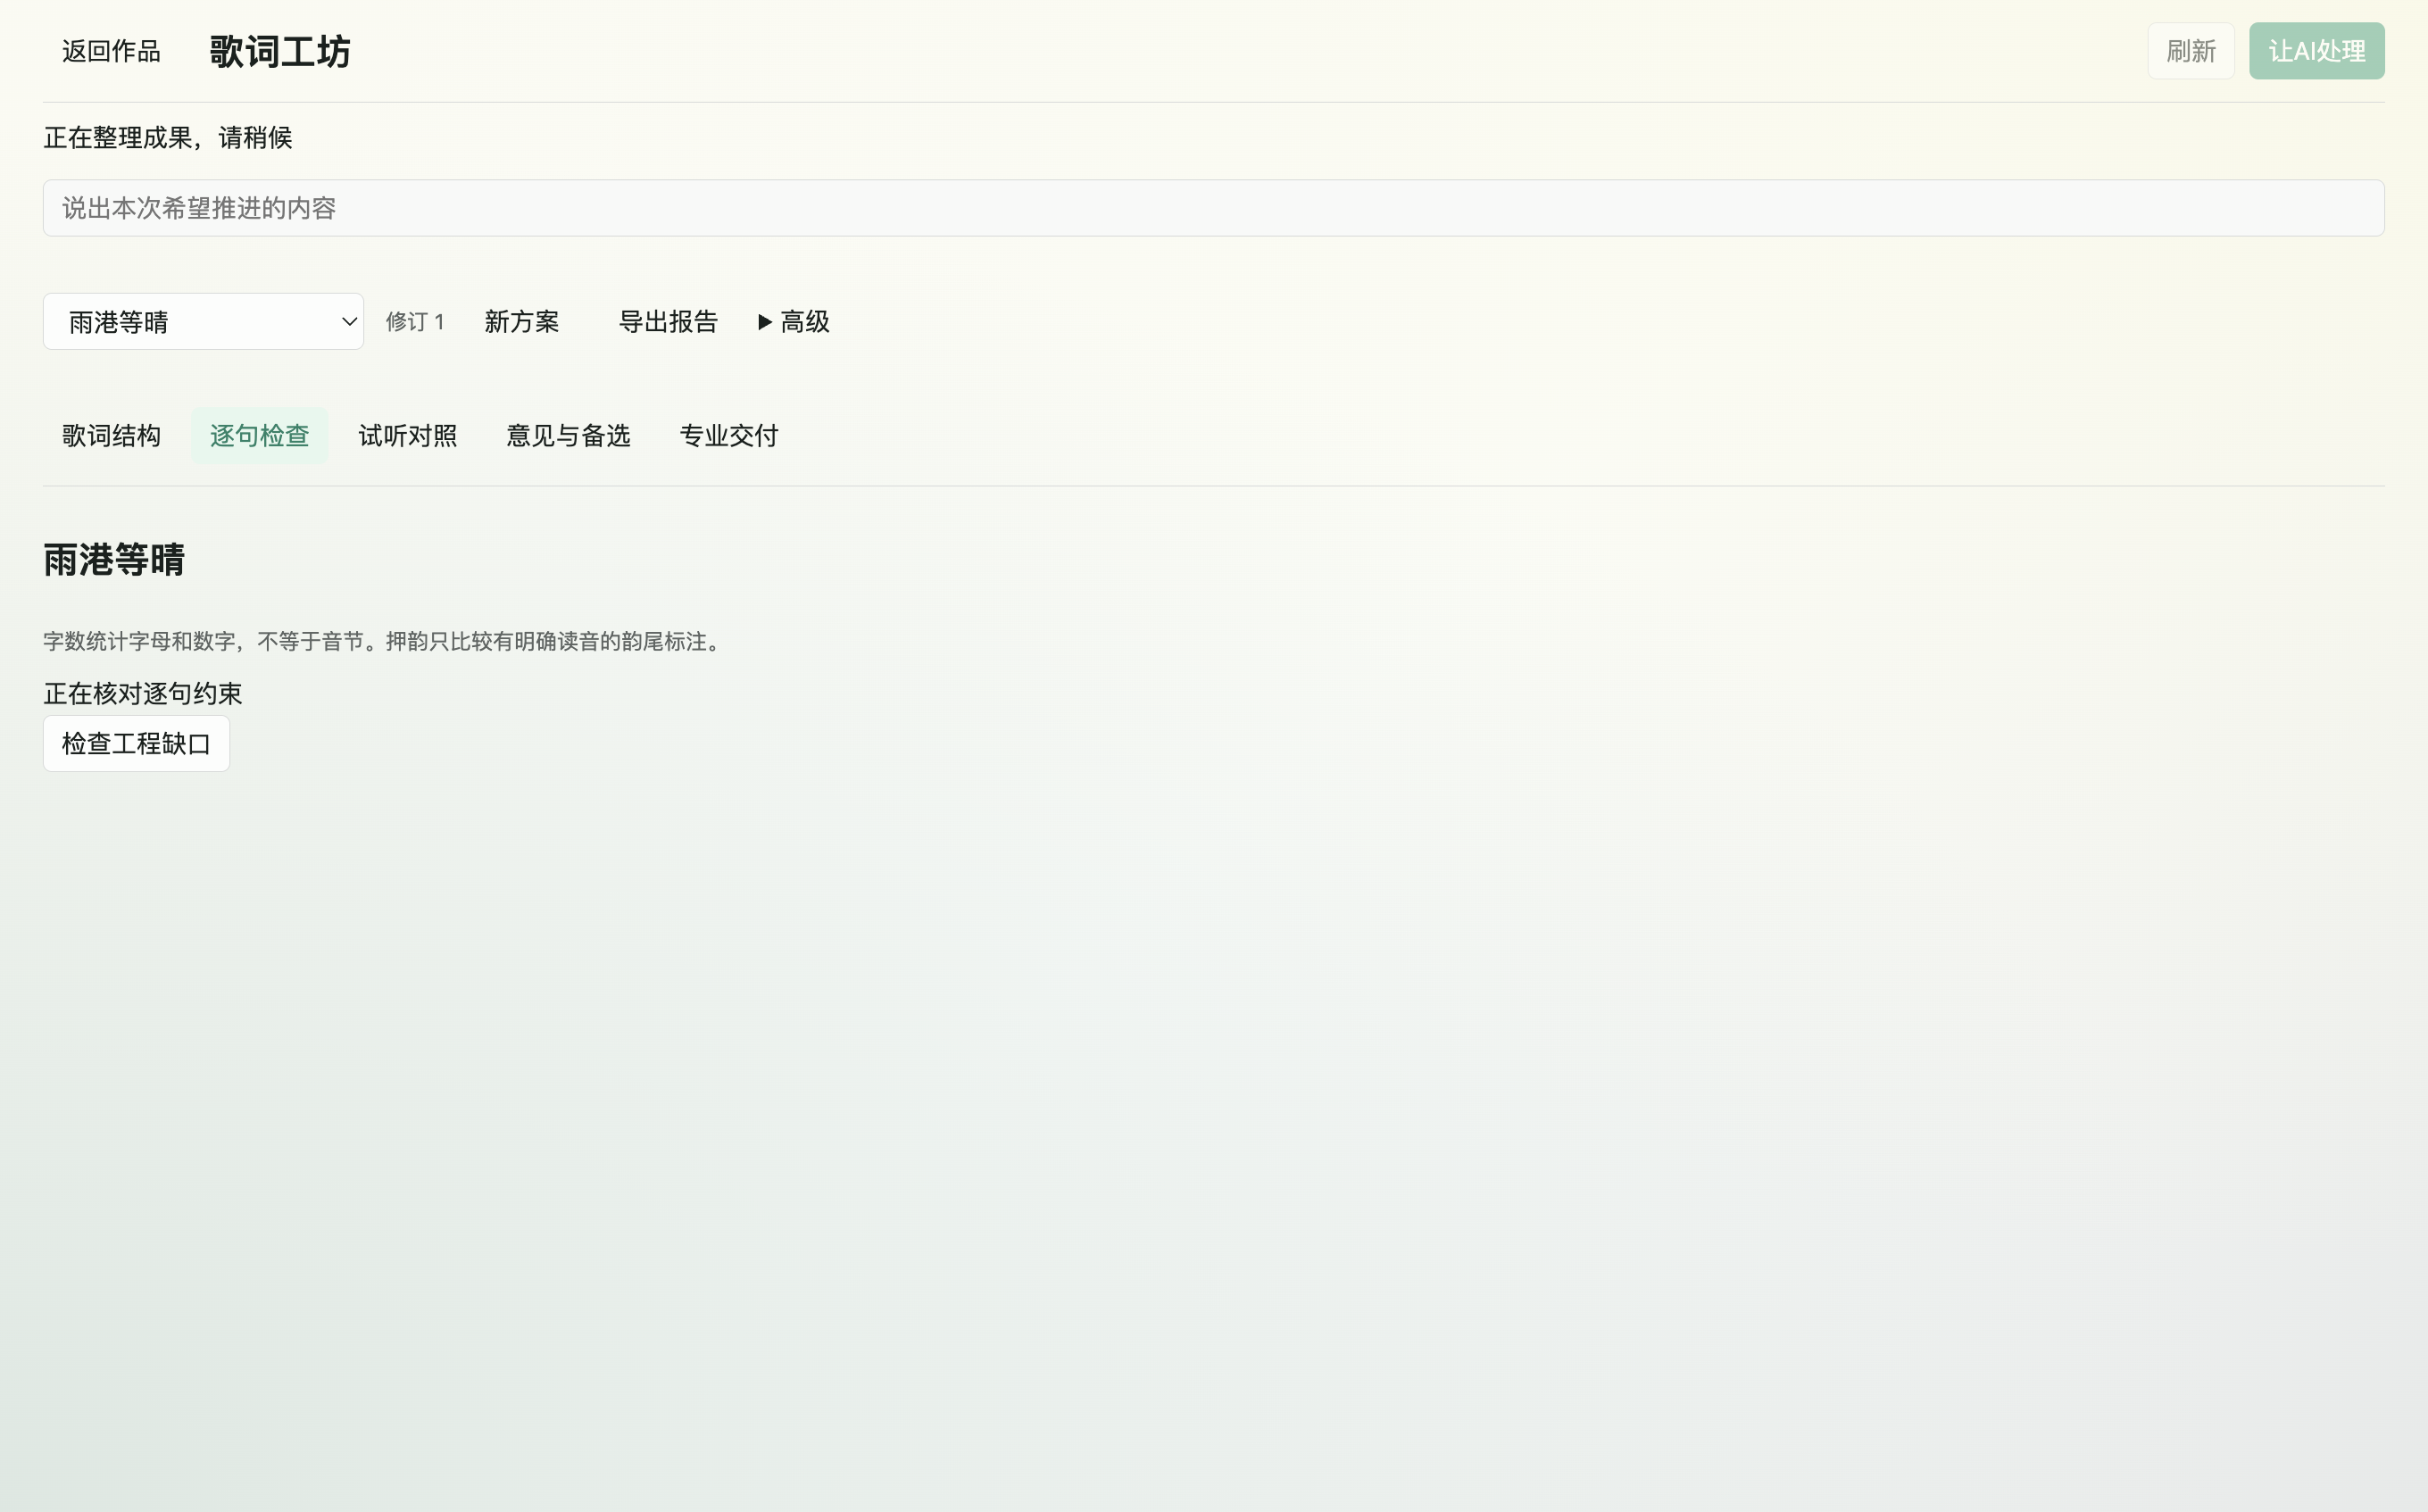 返回作品 歌词工坊 刷新 让AI处理
正在整理成果，请稍候
说出本次希望推进的内容
雨港等晴 修订 1 新方案 导出报告 ▶ 高级
歌词结构 逐句检查 试听对照 意见与备选 专业交付
雨港等晴
字数统计字母和数字，不等于音节。押韵只比较有明确读音的韵尾标注。
正在核对逐句约束
检查工程缺口